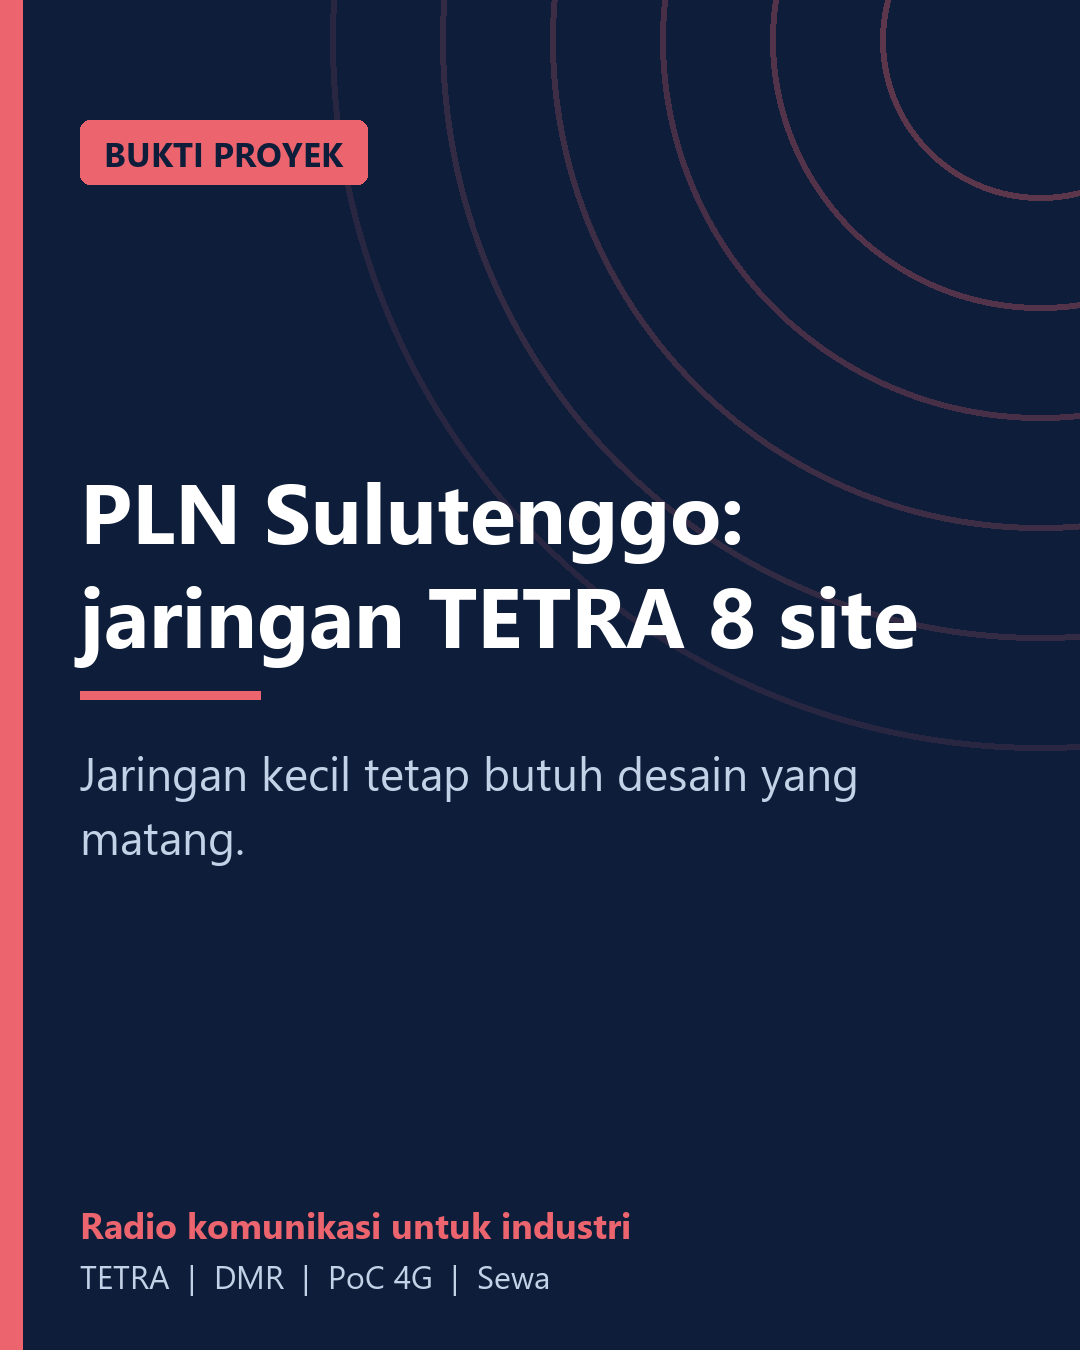 BUKTI PROYEK
PLN Sulutenggo:
jaringan TETRA 8 site
Jaringan kecil tetap butuh desain yang
matang.
Radio komunikasi untuk industri
TETRA | DMR | PoC 4G | Sewa